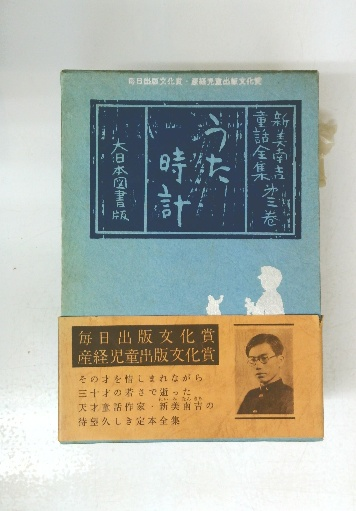 毎日出版文化賞・産経児童出版文化賞
新美南吉
童話全集 第三巻
うた
時計
大日本図書版
毎日出版文化賞
産経児童出版文化賞
その才を惜しまれながら
三十才の若さで逝った
天才童話作家・新美南吉の
待望久しき定本全集